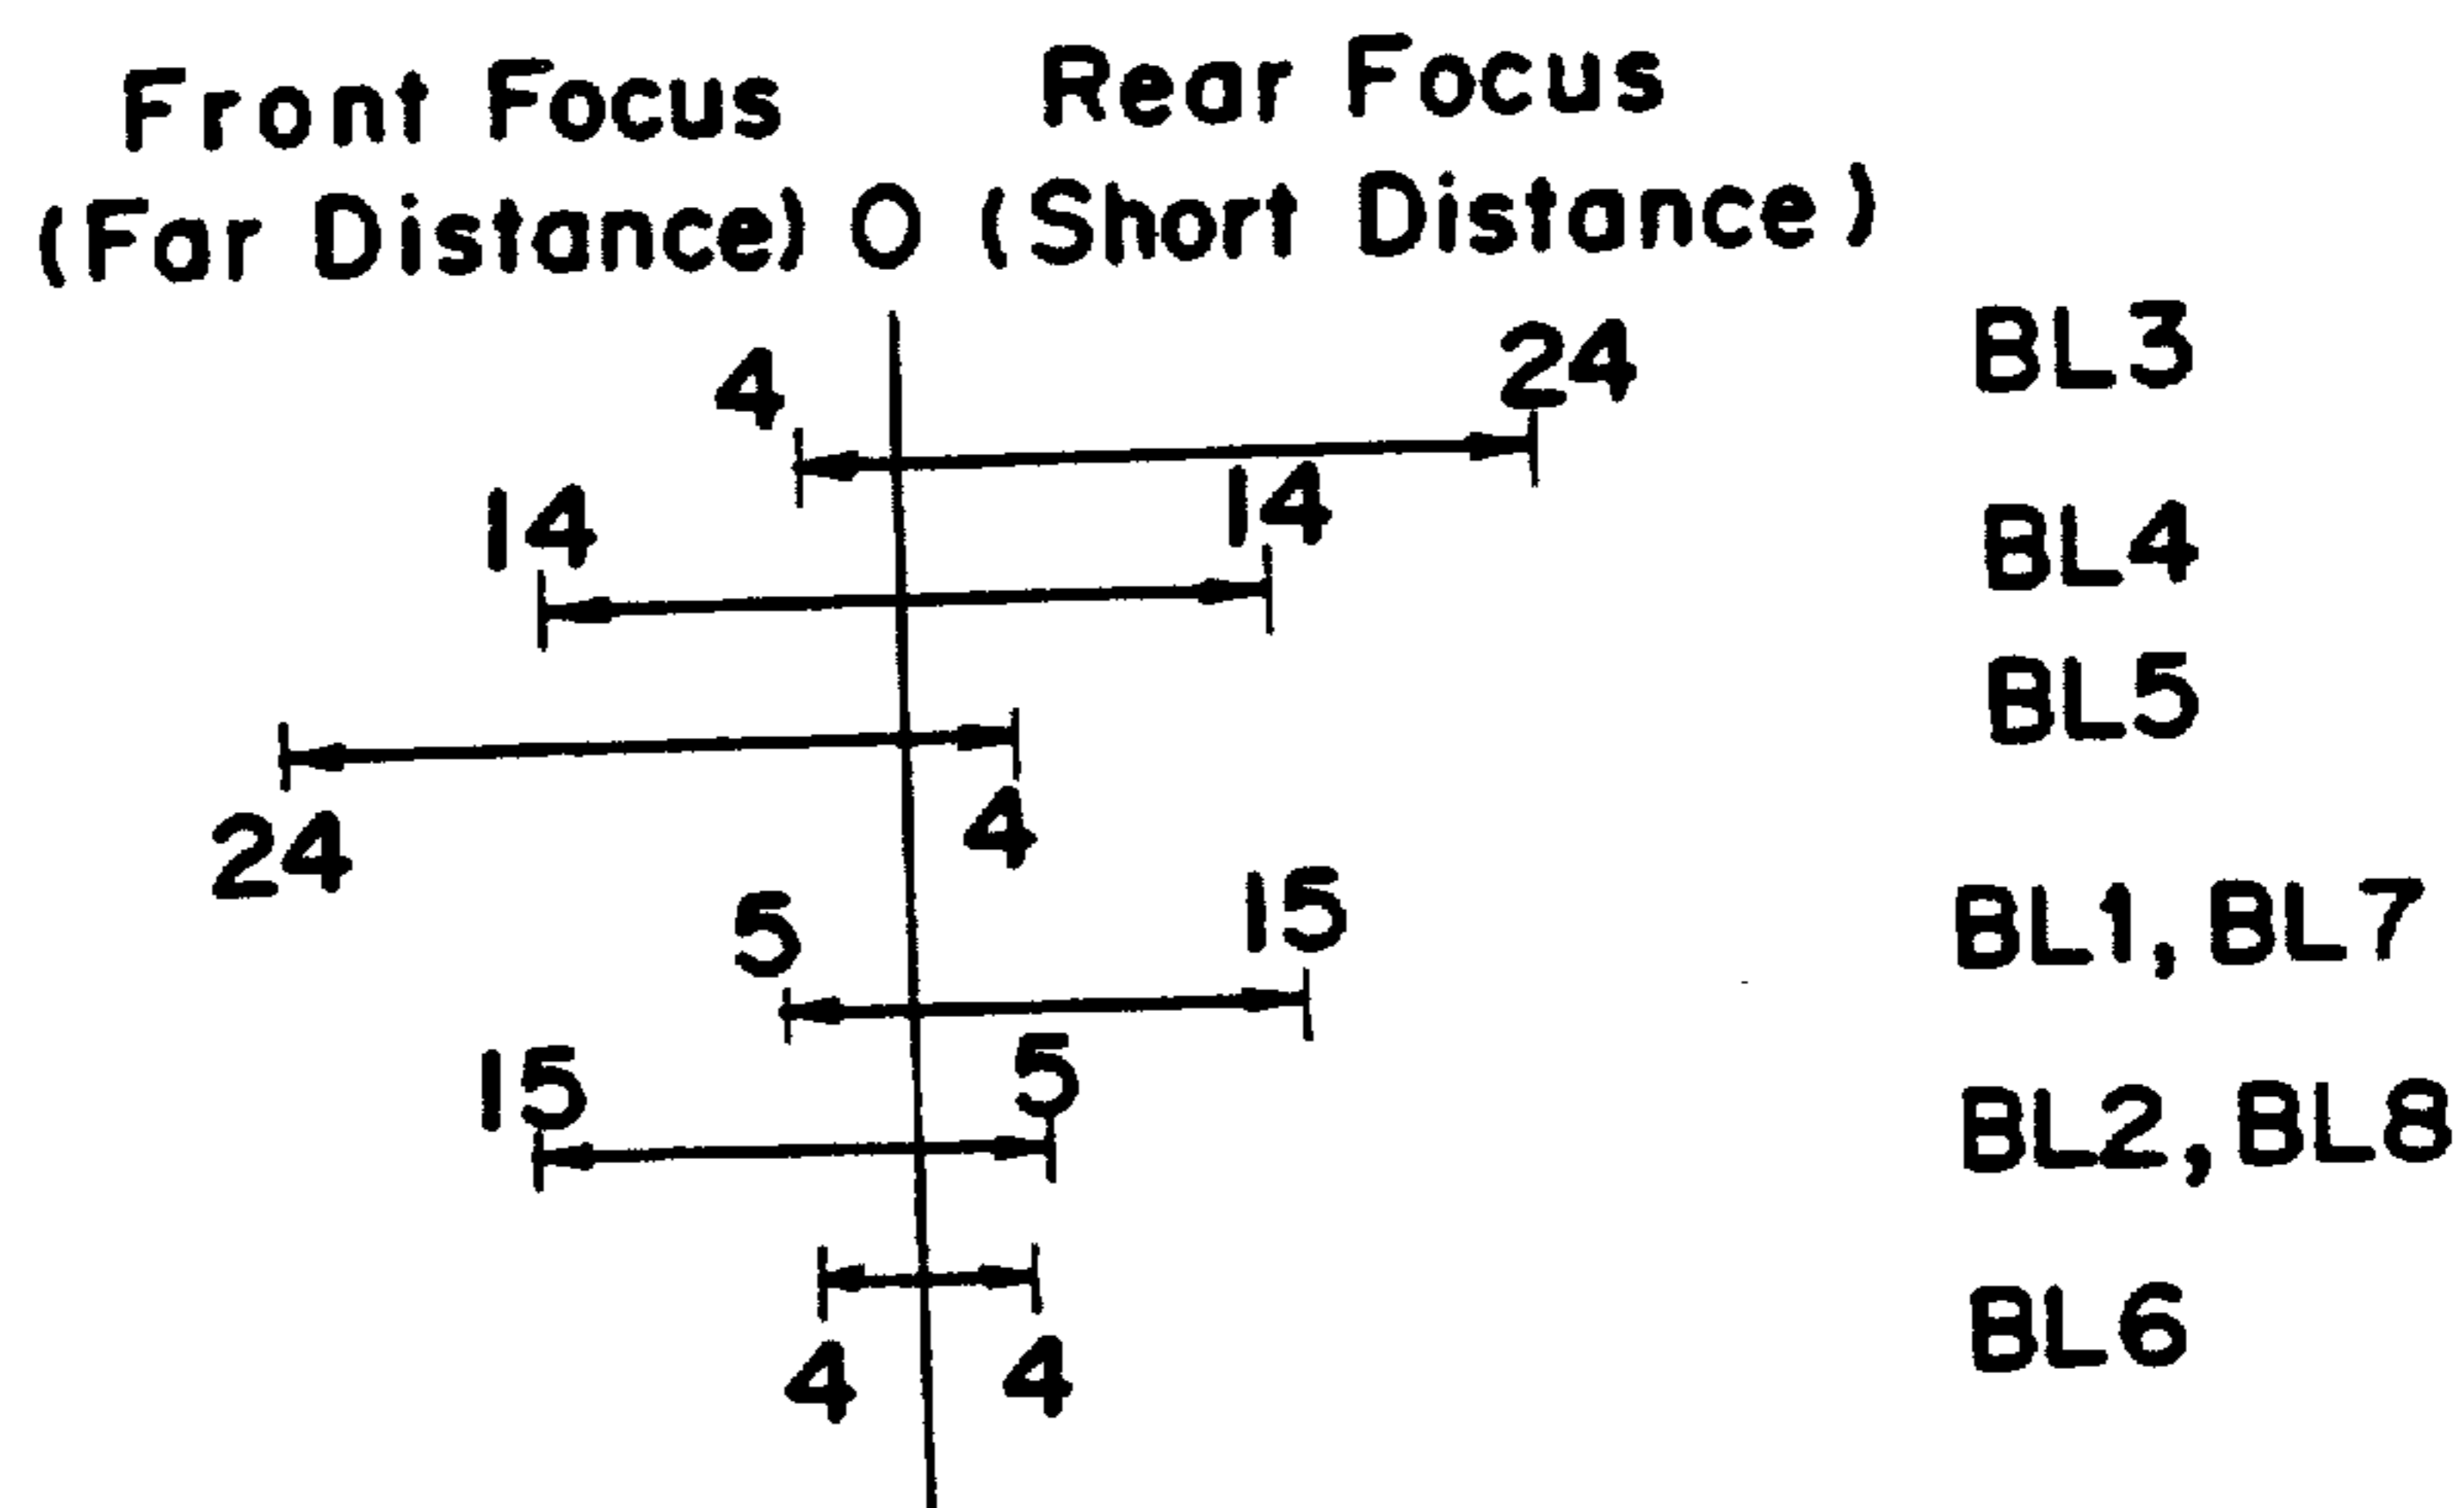 Front Focus Rear Focus
(For Distance) O (Short Distance)
4 24 BL3
14 14 BL4
BL5
24 4
5 15 BL1, BL7
15 5 BL2, BL8
BL6
4 4